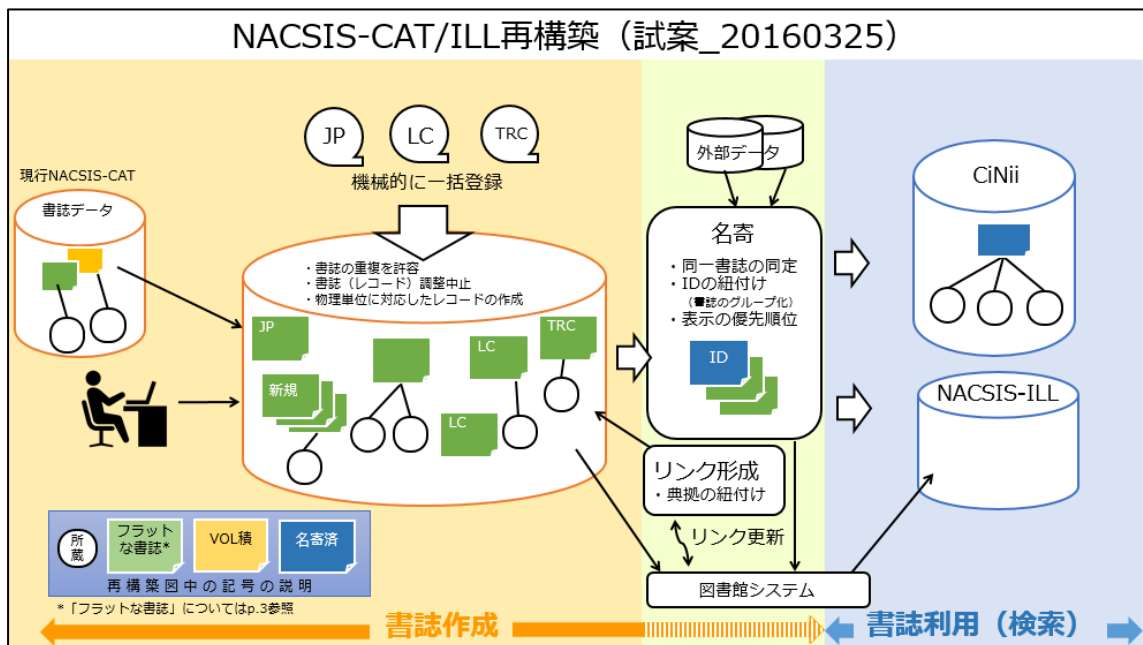 NACSIS-CAT/ILL再構築（試案_20160325）
JP
LC
TRC
機械的に一括登録
現行NACSIS-CAT
書誌データ
・書誌の重複を許容
・書誌（レコード）調整中止
・物理単位に対応したレコードの作成
JP
新規
LC
LC
TRC
外部データ
名寄
・同一書誌の同定
・IDの紐付け
（書誌のグループ化）
・表示の優先順位
ID
リンク形成
・典拠の紐付け
リンク更新
図書館システム
CiNii
NACSIS-ILL
所蔵
フラット
な書誌*
VOL積
名寄済
再構築図中の記号の説明
*「フラットな書誌」についてはp.3参照
書誌作成
書誌利用（検索）